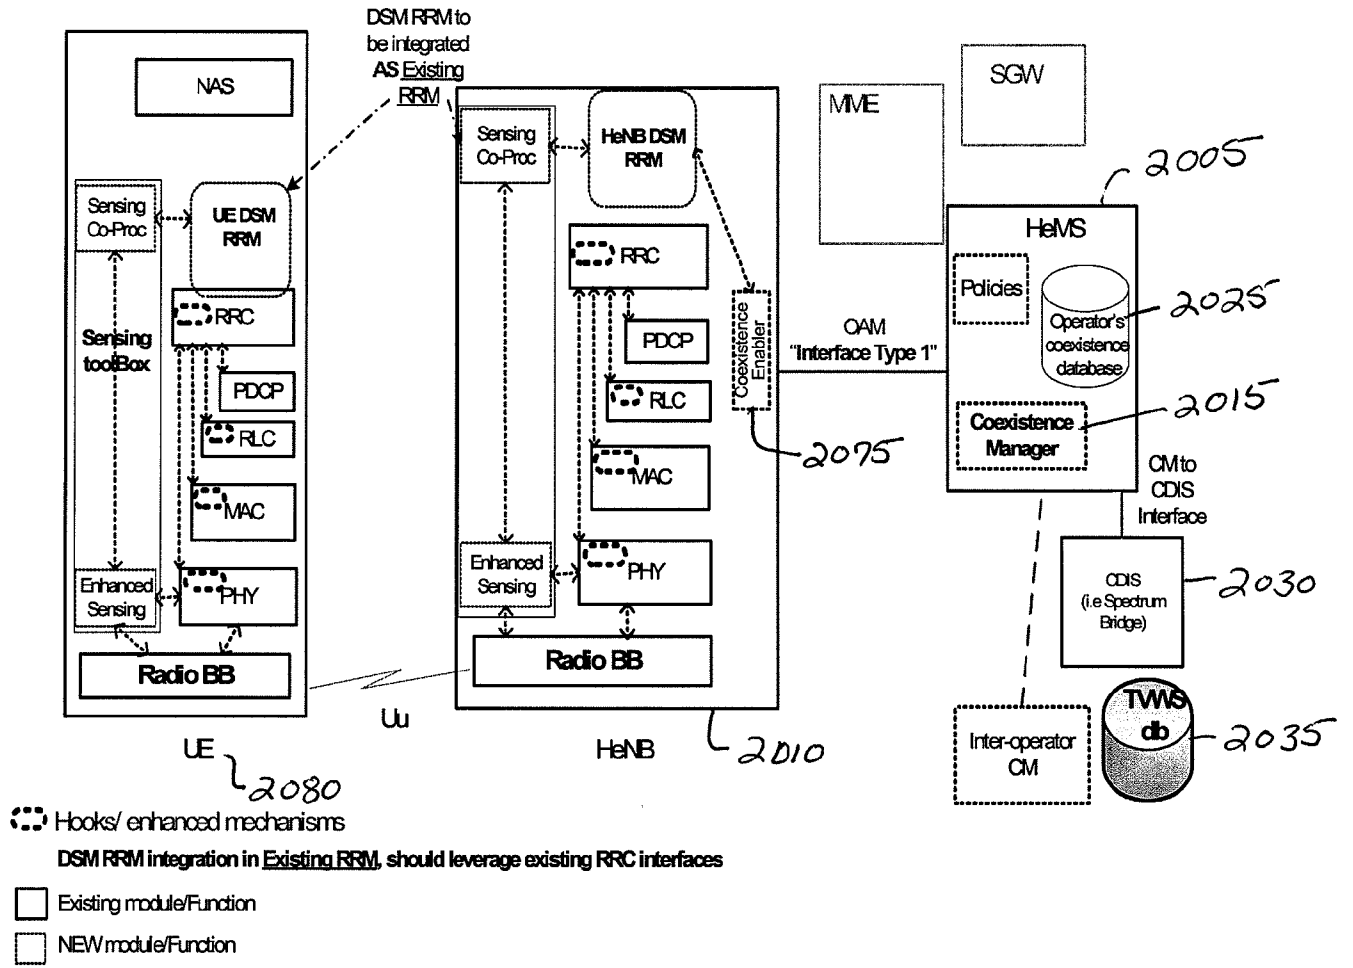 DSM RRM to
be integrated
AS Existing
RRM
NAS
Sensing
Co-Proc
UE DSM
RRM
RRC
Sensing
toolBox
PDCP
RLC
MAC
Enhanced
Sensing
PHY
Radio BB
UE
2080
Uu
Sensing
Co-Proc
HeNB DSM
RRM
RRC
PDCP
RLC
MAC
Enhanced
Sensing
PHY
Radio BB
HeNB
2010
Coexistence
Enabler
2075
OAM
"Interface Type 1"
MME
SGW
2005
HeMS
Policies
Operator's
coexistence
database
2025
Coexistence
Manager
2015
CM to
CDIS
Interface
CDIS
(i.e Spectrum
Bridge)
2030
Inter-operator
CM
TVWS
db
2035
Hooks/ enhanced mechanisms
DSM RRM integration in Existing RRM, should leverage existing RRC interfaces
Existing module/Function
NEW module/Function